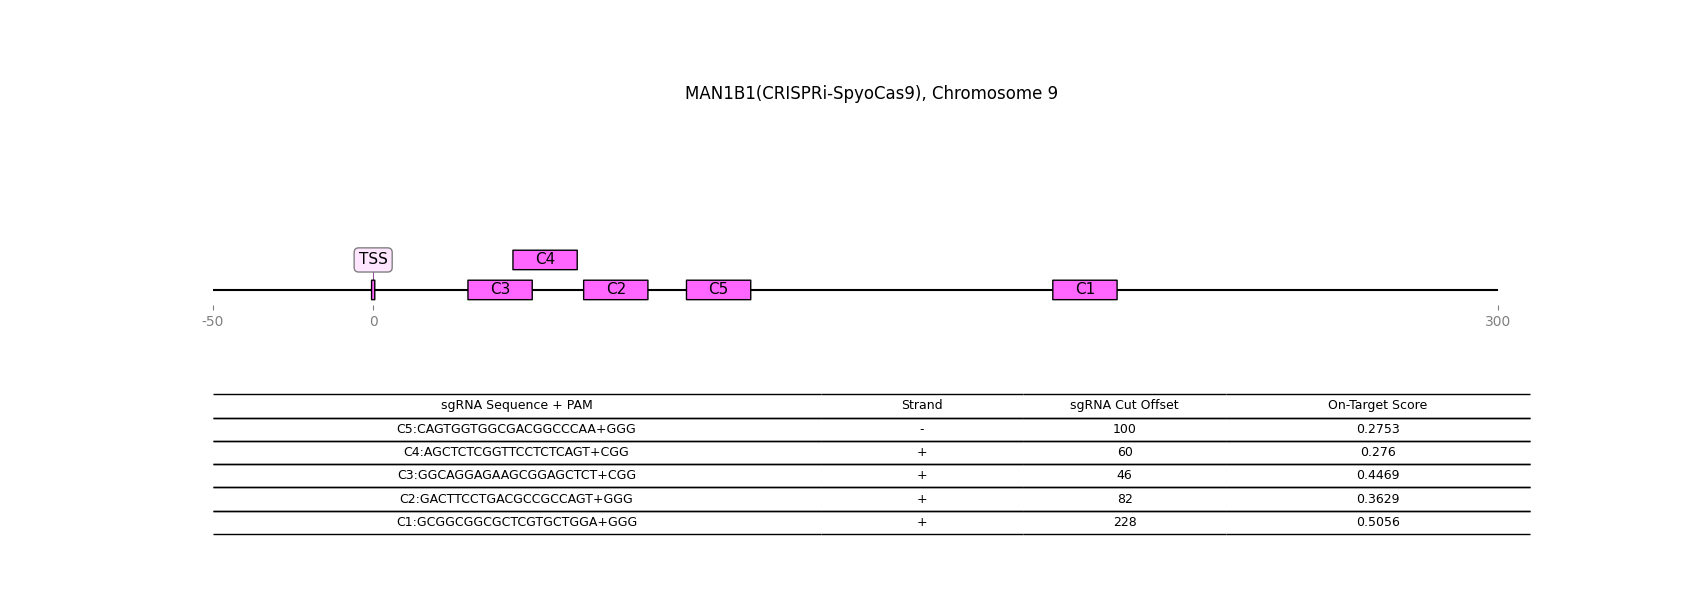 MAN1B1(CRISPRi-SpyoCas9), Chromosome 9
TSS
C4
C3
C2
C5
C1
-50
0
300
sgRNA Sequence + PAM Strand sgRNA Cut Offset On-Target Score
C5:CAGTGGTGGCGACGGCCCAA+GGG - 100 0.2753
C4:AGCTCTCGGTTCCTCTCAGT+CGG + 60 0.276
C3:GGCAGGAGAAGCGGAGCTCT+CGG + 46 0.4469
C2:GACTTCCTGACGCCGCCAGT+GGG + 82 0.3629
C1:GCGGCGGCGCTCGTGCTGGA+GGG + 228 0.5056